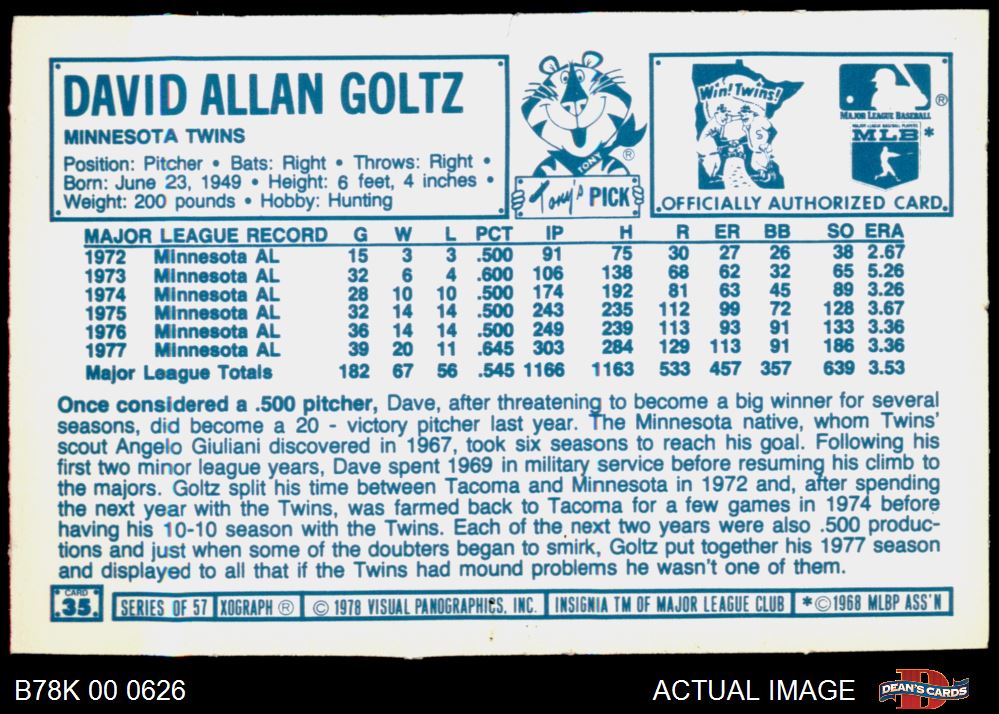 DAVID ALLAN GOLTZ
MINNESOTA TWINS
Position: Pitcher • Bats: Right • Throws: Right •
Born: June 23, 1949 • Height: 6 feet, 4 inches •
Weight: 200 pounds • Hobby: Hunting
TONY
®
Tony's PICK
Win! Twins!
®
MAJOR LEAGUE BASEBALL
MAJOR LEAGUE BASEBALL PLAYERS
MLB *
OFFICIALLY AUTHORIZED CARD
MAJOR LEAGUE RECORD G W L PCT IP H R ER BB SO ERA
1972 Minnesota AL 15 3 3 .500 91 75 30 27 26 38 2.67
1973 Minnesota AL 32 6 4 .600 106 138 68 62 32 65 5.26
1974 Minnesota AL 28 10 10 .500 174 192 81 63 45 89 3.26
1975 Minnesota AL 32 14 14 .500 243 235 112 99 72 128 3.67
1976 Minnesota AL 36 14 14 .500 249 239 113 93 91 133 3.36
1977 Minnesota AL 39 20 11 .645 303 284 129 113 91 186 3.36
Major League Totals 182 67 56 .545 1166 1163 533 457 357 639 3.53
Once considered a .500 pitcher, Dave, after threatening to become a big winner for several
seasons, did become a 20 - victory pitcher last year. The Minnesota native, whom Twins'
scout Angelo Giuliani discovered in 1967, took six seasons to reach his goal. Following his
first two minor league years, Dave spent 1969 in military service before resuming his climb to
the majors. Goltz split his time between Tacoma and Minnesota in 1972 and, after spending
the next year with the Twins, was farmed back to Tacoma for a few games in 1974 before
having his 10-10 season with the Twins. Each of the next two years were also .500 produc-
tions and just when some of the doubters began to smirk, Goltz put together his 1977 season
and displayed to all that if the Twins had mound problems he wasn't one of them.
CARD
35
SERIES OF 57 XOGRAPH ® © 1978 VISUAL PANOGRAPHICS, INC. INSIGNIA TM OF MAJOR LEAGUE CLUB *©1968 MLBP ASS'N
B78K 00 0626
ACTUAL IMAGE
DEAN'S CARDS